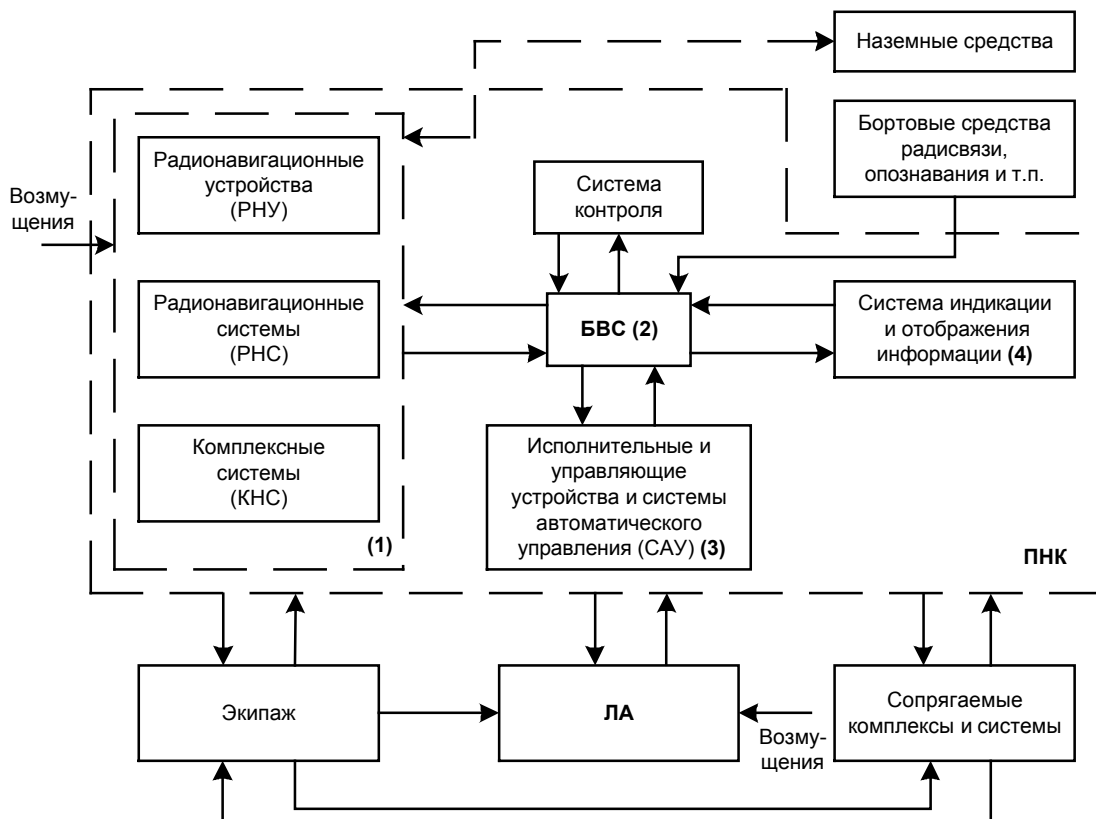 Наземные средства
Бортовые средства
радисвязи,
опознавания и т.п.
Радионавигационные
устройства
(РНУ)
Возму-
щения
Система
контроля
Радионавигационные
системы
(РНС)
БВС (2)
Система индикации
и отображения
информации (4)
Комплексные
системы
(КНС)
(1)
Исполнительные и
управляющие
устройства и системы
автоматического
управления (САУ) (3)
ПНК
Экипаж
ЛА
Возму-
щения
Сопрягаемые
комплексы и системы